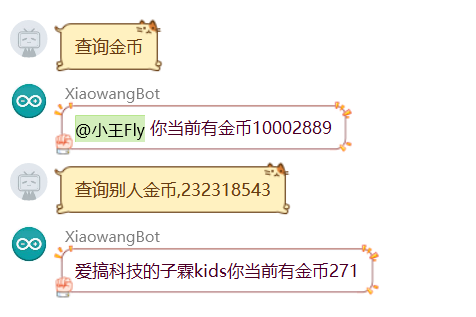 查询金币
XiaowangBot
@小王Fly 你当前有金币10002889
查询别人金币,232318543
XiaowangBot
爱搞科技的子霖kids你当前有金币271